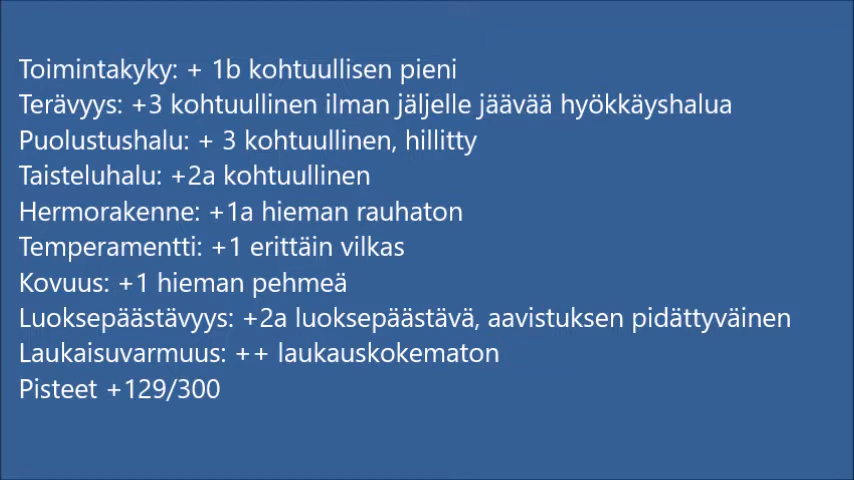 Toimintakyky: + 1b kohtuullisen pieni
Terävyys: +3 kohtuullinen ilman jäljelle jäävää hyökkäyshalua
Puolustushalu: + 3 kohtuullinen, hillitty
Taisteluhalu: +2a kohtuullinen
Hermorakenne: +1a hieman rauhaton
Temperamentti: +1 erittäin vilkas
Kovuus: +1 hieman pehmeä
Luoksepäästävyys: +2a luoksepäästävä, aavistuksen pidättyväinen
Laukaisuvarmuus: ++ laukauskokematon
Pisteet +129/300